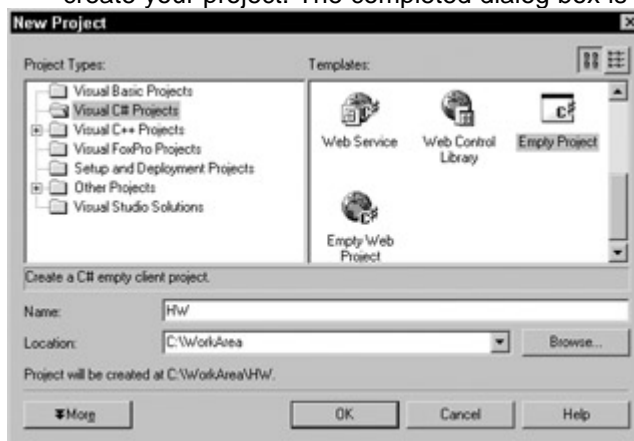 create your project. The completed dialog box is
New Project
Project Types:
Templates:
Visual Basic Projects
Visual C# Projects
Visual C++ Projects
Visual FoxPro Projects
Setup and Deployment Projects
Other Projects
Visual Studio Solutions
Web Service
Web Control
Library
Empty Project
Empty Web
Project
Create a C# empty client project.
Name:
HW
Location:
C:\WorkArea
Browse...
Project will be created at C:\WorkArea\HW.
More
OK
Cancel
Help